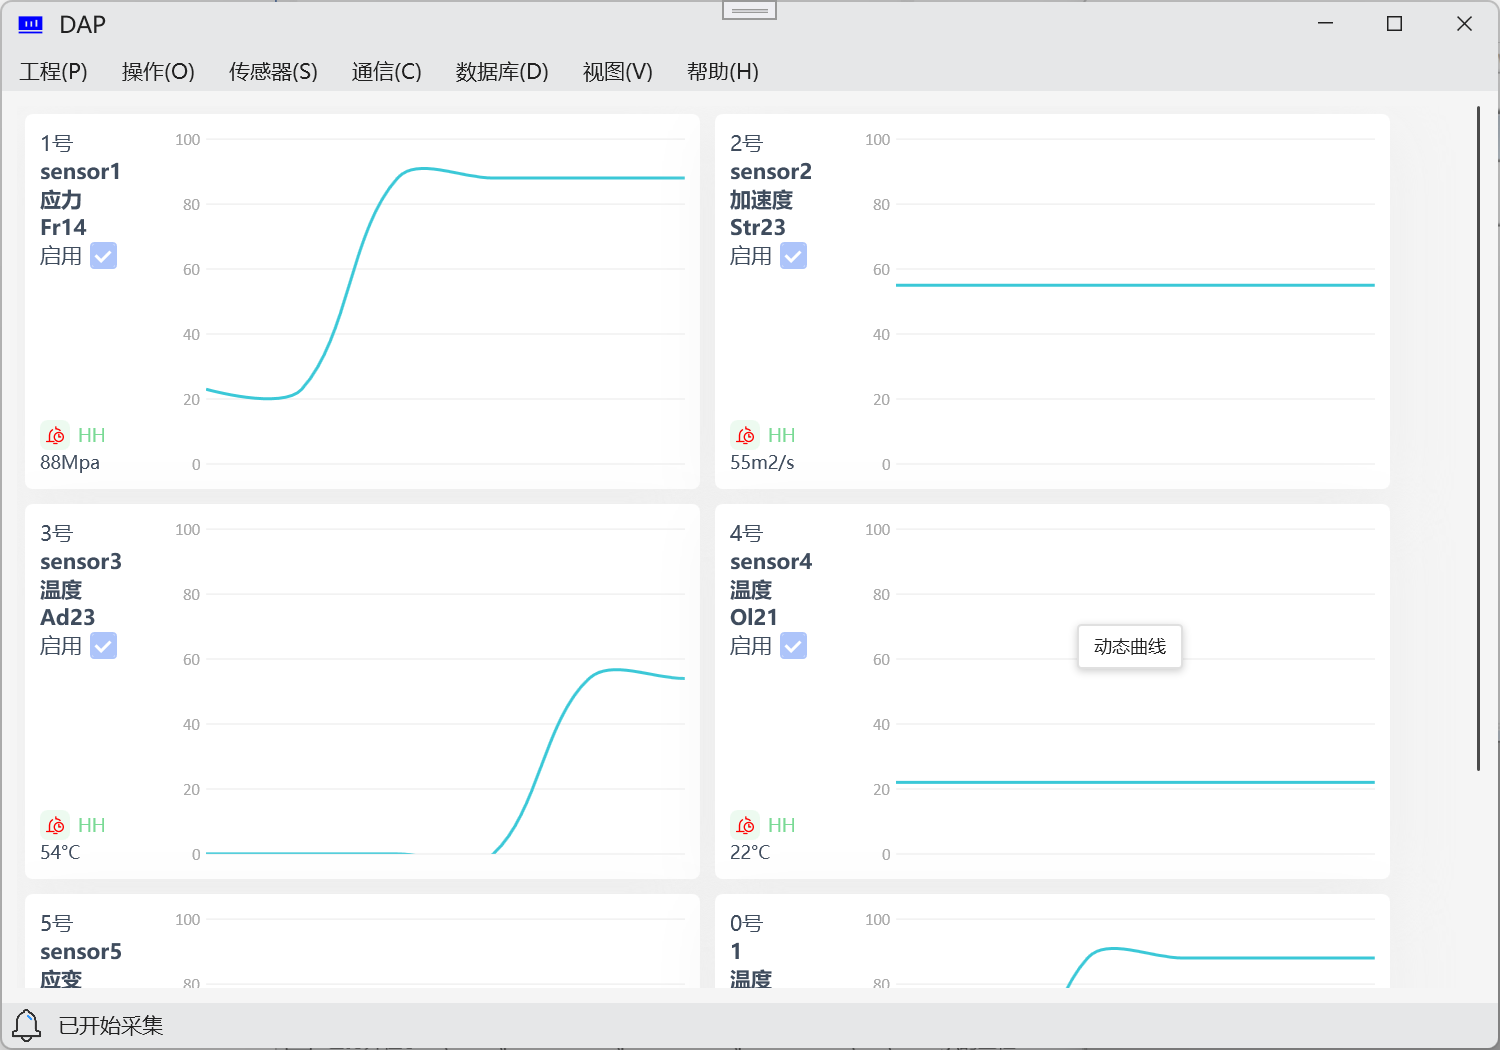 DAP
工程(P) 操作(O) 传感器(S) 通信(C) 数据库(D) 视图(V) 帮助(H)
1号
sensor1
应力
Fr14
启用
HH
88Mpa
100
80
60
40
20
0
2号
sensor2
加速度
Str23
启用
HH
55m2/s
100
80
60
40
20
0
3号
sensor3
温度
Ad23
启用
HH
54°C
100
80
60
40
20
0
4号
sensor4
温度
Ol21
启用
HH
22°C
100
80
60
40
20
0
动态曲线
5号
sensor5
应变
100
80
0号
1
温度
100
80
已开始采集